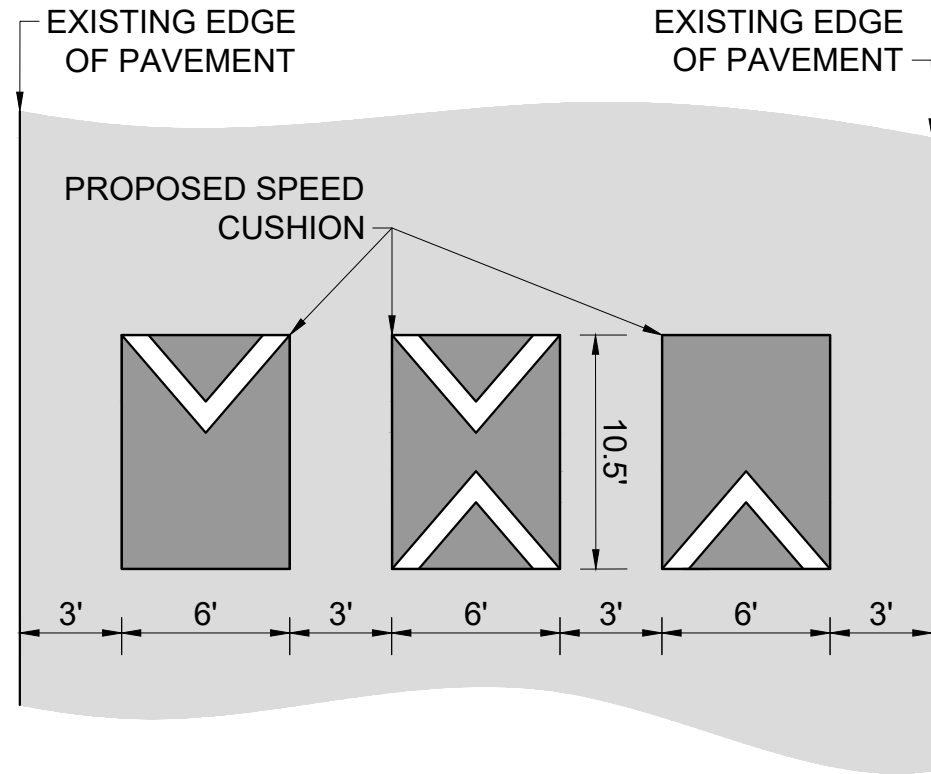 EXISTING EDGE
OF PAVEMENT
EXISTING EDGE
OF PAVEMENT
PROPOSED SPEED
CUSHION
10.5'
3'
6'
3'
6'
3'
6'
3'